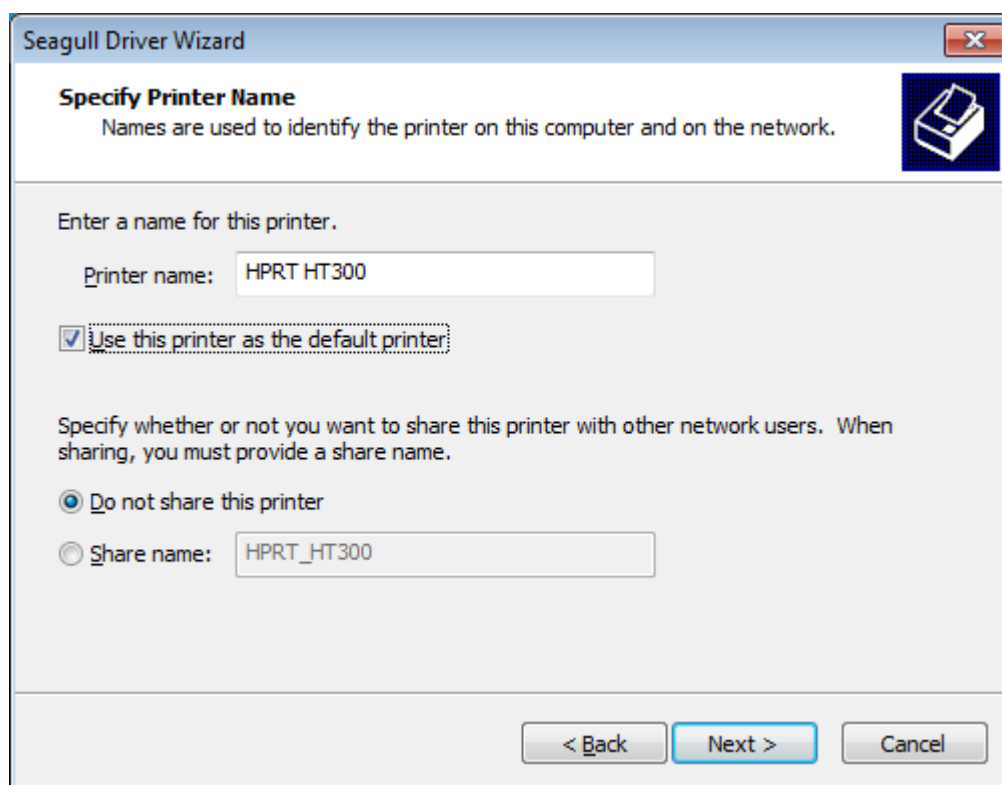 Seagull Driver Wizard
Specify Printer Name
Names are used to identify the printer on this computer and on the network.
Enter a name for this printer.
Printer name: HPRT HT300
Use this printer as the default printer
Specify whether or not you want to share this printer with other network users.  When
sharing, you must provide a share name.
Do not share this printer
Share name: HPRT_HT300
< Back Next > Cancel